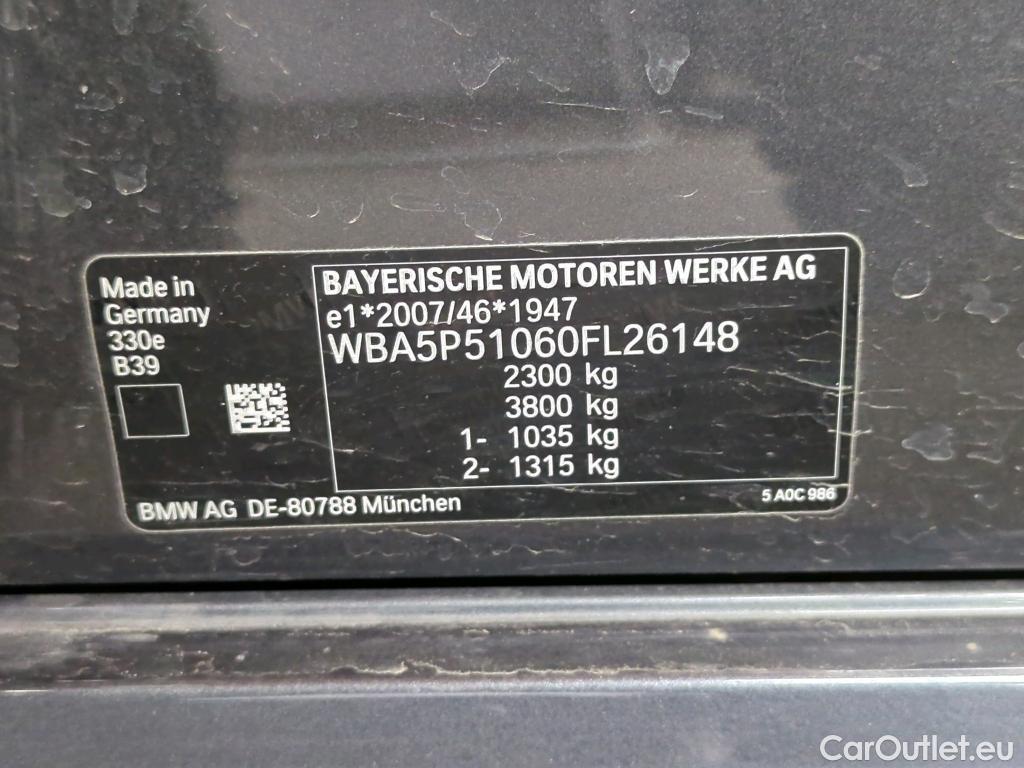 Made in
Germany
330e
B39
BAYERISCHE MOTOREN WERKE AG
e1*2007/46*1947
WBA5P51060FL26148
2300 kg
3800 kg
1- 1035 kg
2- 1315 kg
BMW AG DE-80788 München
5 A0C 986
CarOutlet.eu